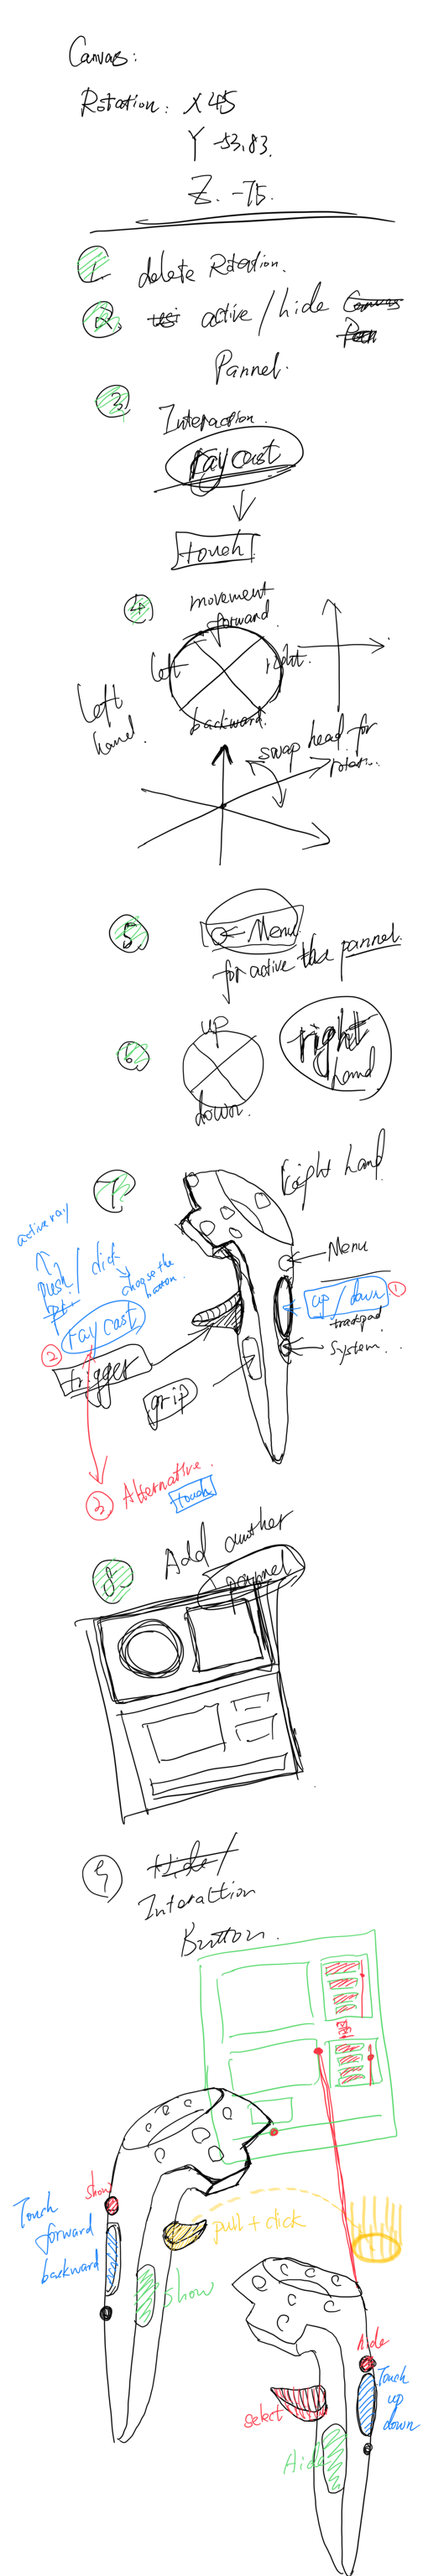 Canvas:
Rotation: X 45
Y -53.83.
Z. -75.
1. delete Rotation.
2. active / hide Canvas
Pannel.
3 Interaction.
raycast
touch
4. movement
forward
left right.
backward.
Left
hand.
swap head for
rotation.
5 Menu
for active the pannel.
6. up right
hand
down.
7 Right hand
active ray
push / click
choose the
button.
raycast
Menu
up / down 1
trackpad
System
2 trigger
grip
3 Alternative.
touch
8 Add another
pannel
9 Hide /
Interaction
Button.
Show
Touch
forward
backward
pull + click
Show
Hide
Touch
up
down
select
Hide